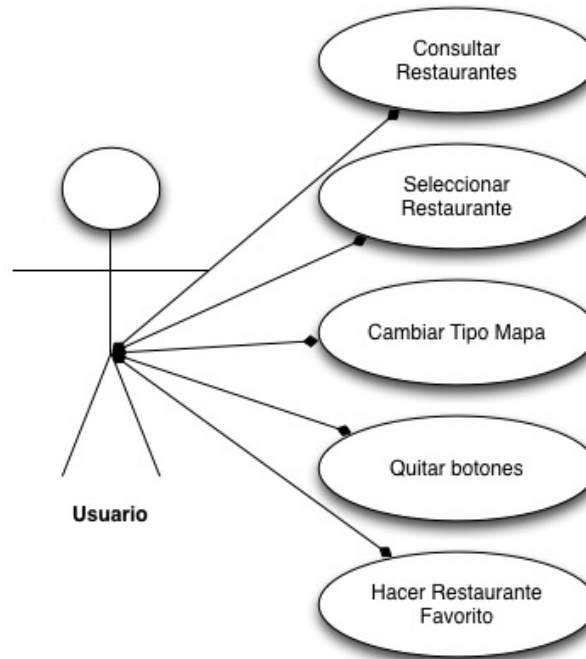 Consultar
Restaurantes
Seleccionar
Restaurante
Cambiar Tipo Mapa
Quitar botones
Usuario
Hacer Restaurante
Favorito